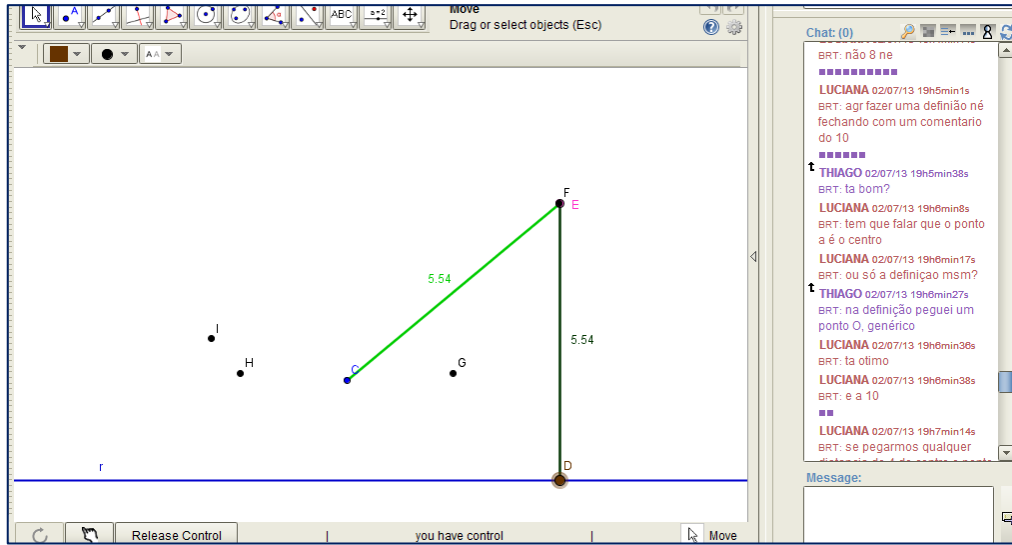 Move
Drag or select objects (Esc)
ABC
a=2
A A
F
E
5.54
5.54
I
H
C
G
r
D
Release Control
you have control
Move
Chat: (0)
BRT: não 8 ne
LUCIANA 02/07/13 19h5min1s
BRT: agr fazer uma definião né
fechando com um comentario
do 10
THIAGO 02/07/13 19h5min38s
BRT: ta bom?
LUCIANA 02/07/13 19h6min8s
BRT: tem que falar que o ponto
a é o centro
LUCIANA 02/07/13 19h6min17s
BRT: ou só a definiçao msm?
THIAGO 02/07/13 19h6min27s
BRT: na definição peguei um
ponto O, genérico
LUCIANA 02/07/13 19h6min36s
BRT: ta otimo
LUCIANA 02/07/13 19h6min38s
BRT: e a 10
LUCIANA 02/07/13 19h7min14s
BRT: se pegarmos qualquer
Message: